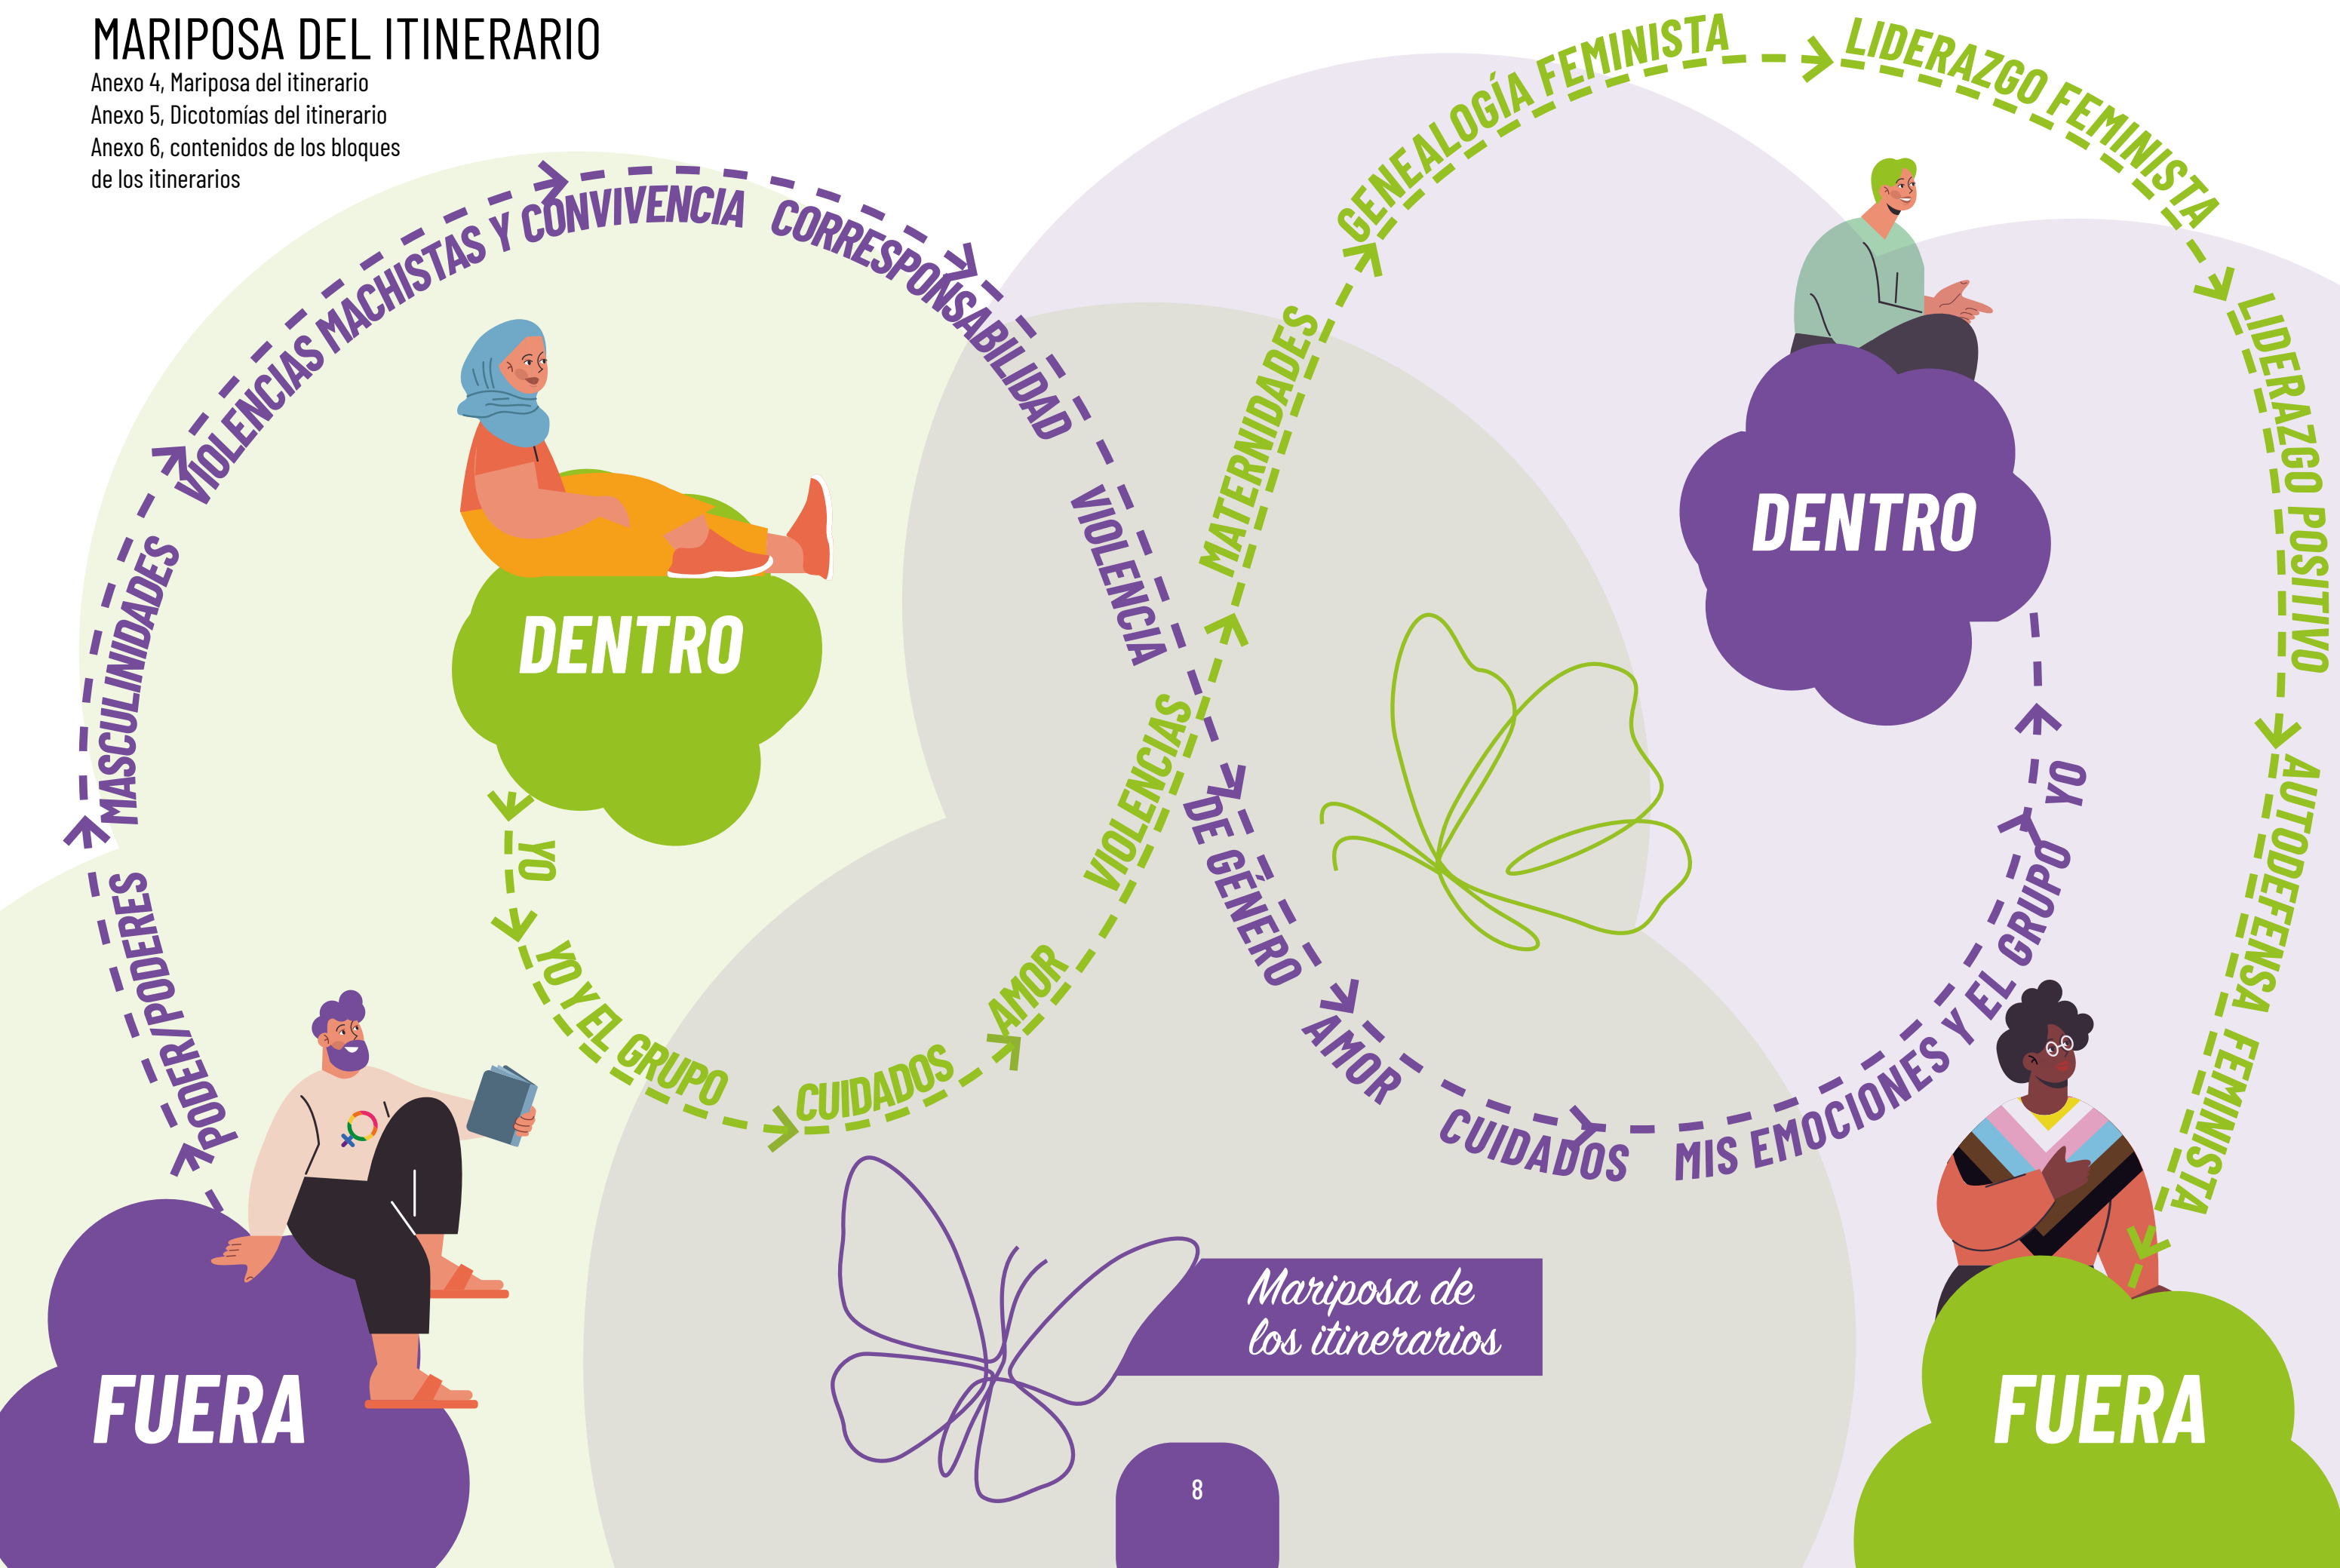 MARIPOSA DEL ITINERARIO
Anexo 4, Mariposa del itinerario
Anexo 5, Dicotomías del itinerario
Anexo 6, contenidos de los bloques
de los itinerarios
FUERA
PODER/PODERES
MASCULINIDADES
VIOLENCIAS MACHISTAS Y CONVIVENCIA
CORRESPONSABILIDAD
VIOLENCIA
DE GÉNERO
AMOR
CUIDADOS
MIS EMOCIONES Y EL GRUPO
YO
DENTRO
DENTRO
YO
YO Y EL GRUPO
CUIDADOS
AMOR
VIOLENCIAS
MATERNIDADES
GENEALOGÍA FEMINISTA
LIDERAZGO FEMINISTA
LIDERAZGO POSITIVO
AUTODEFENSA FEMINISTA
FUERA
Mariposa de
los itinerarios
8